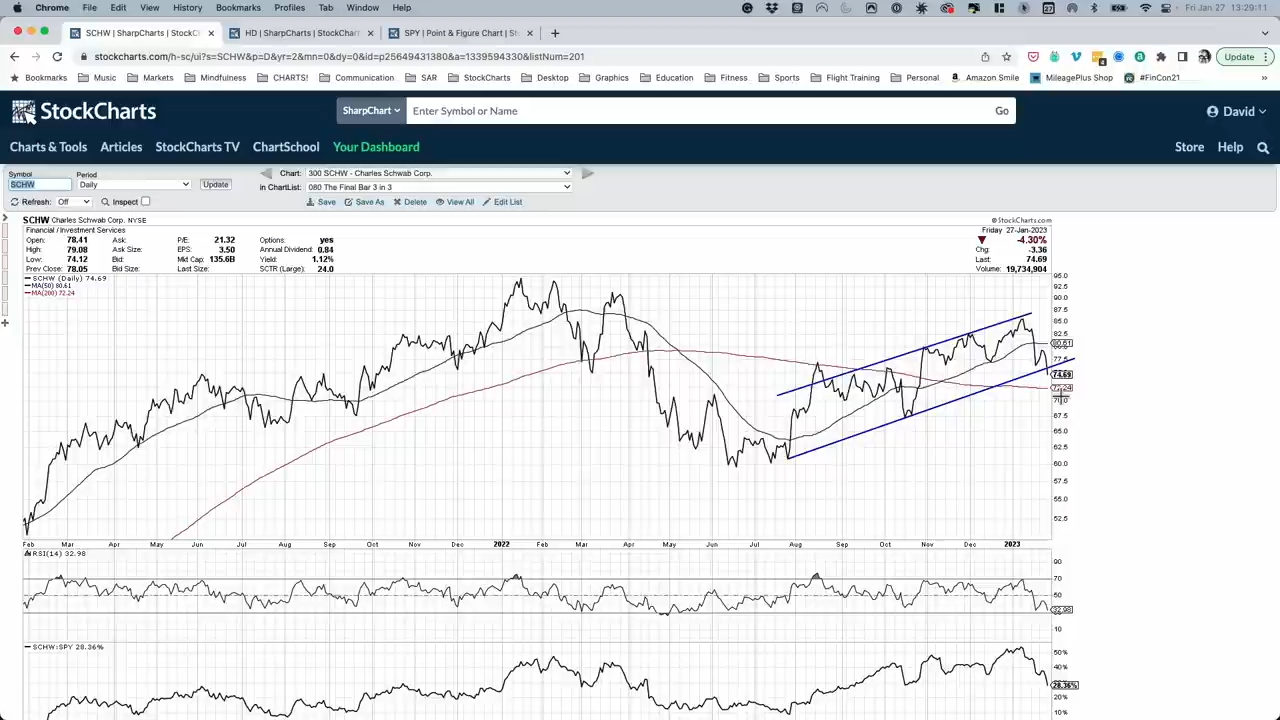 Chrome File Edit View History Bookmarks Profiles Tab Window Help Fri Jan 27 13:29:11
SCHW | SharpCharts | StockCh × HD | SharpCharts | StockChart × SPY | Point & Figure Chart | St × +
stockcharts.com/h-sc/ui?s=SCHW&p=D&yr=2&mn=0&dy=0&id=p25649431380&a=1339594330&listNum=201 Update
Bookmarks Music Markets Mindfulness CHARTS! Communication SAR StockCharts Desktop Graphics Education Fitness Sports Flight Training Personal Amazon Smile MileagePlus Shop #FinCon21 »
StockCharts SharpChart Enter Symbol or Name Go David
Charts & Tools Articles StockCharts TV ChartSchool Your Dashboard Store Help
Symbol Period Chart: 300 SCHW - Charles Schwab Corp.
SCHW Daily Update in ChartList: 080 The Final Bar 3 in 3
Refresh: Off Inspect Save Save As Delete View All Edit List
SCHW Charles Schwab Corp. NYSE © StockCharts.com
Financial / Investment Services Friday 27-Jan-2023
Open: 78.41 Ask: P/E: 21.32 Options: yes -4.30%
High: 79.08 Ask Size: EPS: 3.50 Annual Dividend: 0.84 Chg: -3.36
Low: 74.12 Bid: Mkt Cap: 135.6B Yield: 1.12% Last: 74.69
Prev Close: 78.05 Bid Size: Last Size: SCTR (Large): 24.0 Volume: 19,734,904
SCHW (Daily) 74.69
MA(50) 80.61
MA(200) 72.24
95.0
92.5
90.0
87.5
85.0
82.5
80.61
77.5
74.69
72.24
67.5
65.0
62.5
60.0
57.5
55.0
52.5
Feb Mar Apr May Jun Jul Aug Sep Oct Nov Dec 2022 Feb Mar Apr May Jun Jul Aug Sep Oct Nov Dec 2023
RSI(14) 32.98
90
70
50
32.98
10
SCHW:SPY 28.36%
50%
40%
28.36%
20%
10%